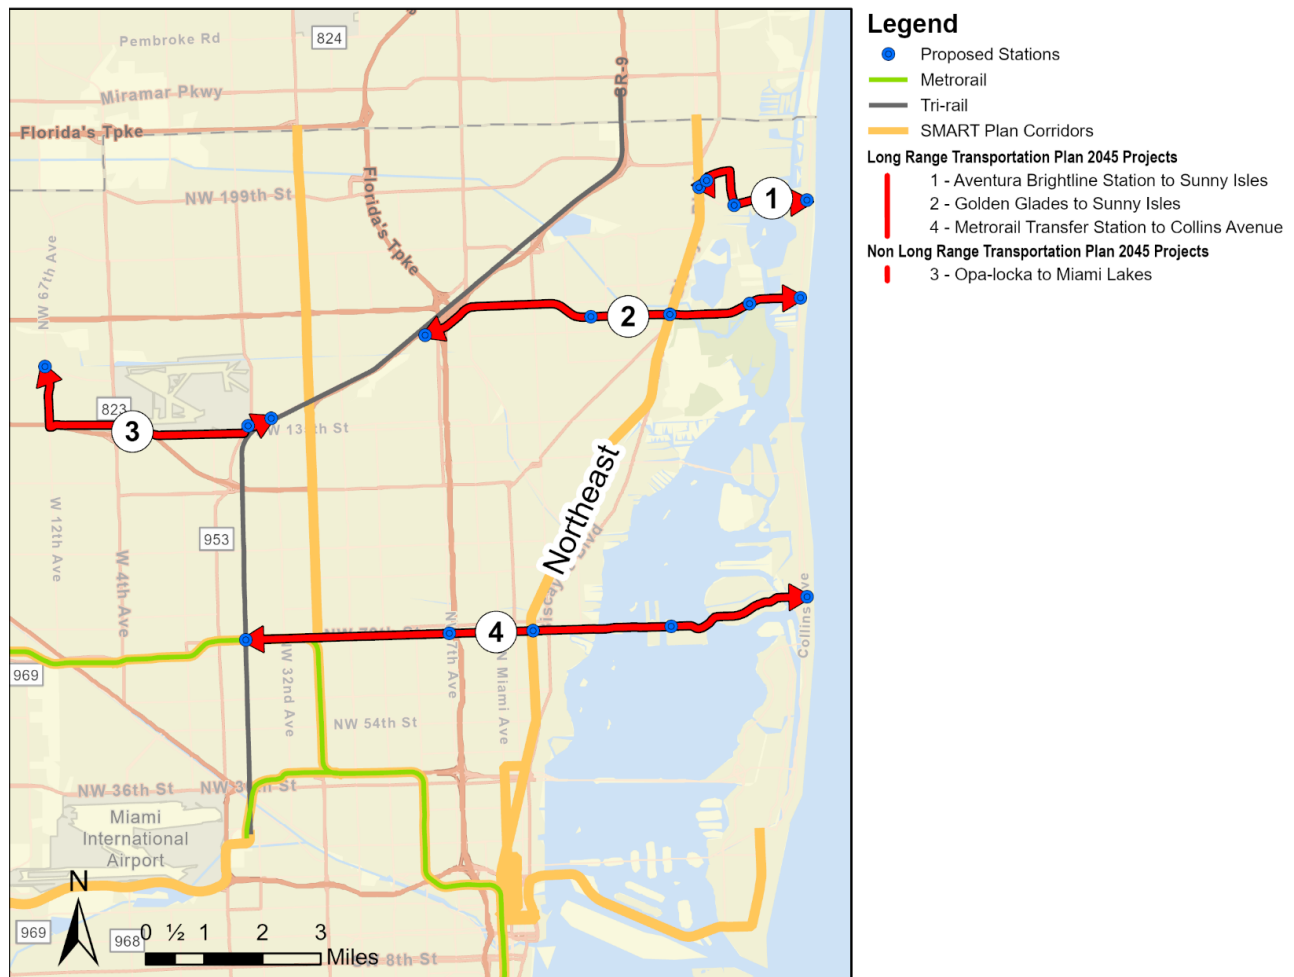 Pembroke Rd
824
Miramar Pkwy
SR-9
Florida's Tpke
Florida's Tpke
NW 199th St
1
NW 67th Ave
2
823
3
953
W 12th Ave
W 4th Ave
Northeast
4
Collins Ave
969
NW 32nd Ave
N Miami Ave
NW 54th St
NW 36th St
Miami
International
Airport
N
969
968
0 ½ 1 2 3
Miles
SW 8th St
Legend
Proposed Stations
Metrorail
Tri-rail
SMART Plan Corridors
Long Range Transportation Plan 2045 Projects
1 - Aventura Brightline Station to Sunny Isles
2 - Golden Glades to Sunny Isles
4 - Metrorail Transfer Station to Collins Avenue
Non Long Range Transportation Plan 2045 Projects
3 - Opa-locka to Miami Lakes